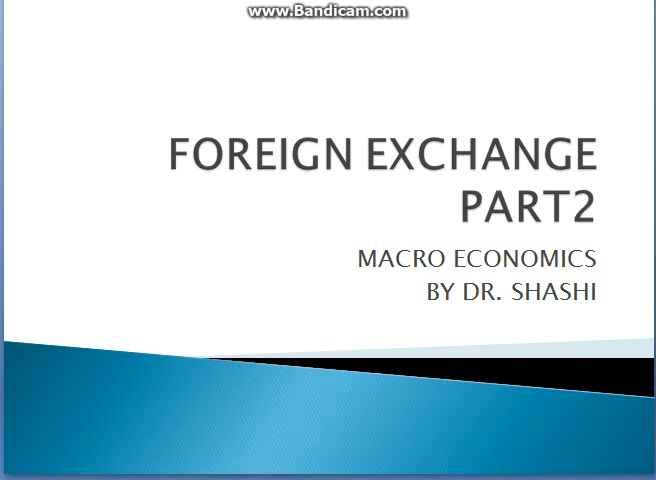 www.Bandicam.com
FOREIGN EXCHANGE
PART2
MACRO ECONOMICS
BY DR. SHASHI